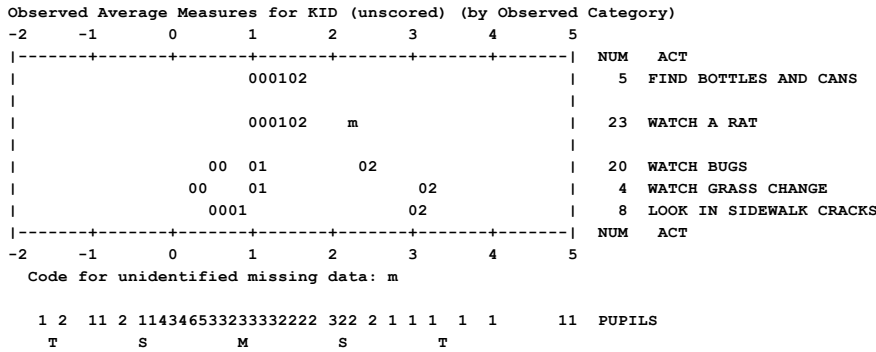 Observed Average Measures for KID (unscored) (by Observed Category)
-2      -1       0        1        2        3        4        5
|-------+--------+--------+--------+--------+--------+-------|  NUM   ACT
|                         000102                             |    5  FIND BOTTLES AND CANS
|                                                            |
|                         000102    m                        |   23  WATCH A RAT
|                                                            |
|                    00  01          02                      |   20  WATCH BUGS
|                  00    01                02                |    4  WATCH GRASS CHANGE
|                    0001                 02                 |    8  LOOK IN SIDEWALK CRACKS
|-------+--------+--------+--------+--------+--------+-------|  NUM   ACT
-2      -1       0        1        2        3        4        5
Code for unidentified missing data: m
1 2  11 2 114346533233332222 322 2 1 1 1  1  1      11  PUPILS
T        S          M          S          T